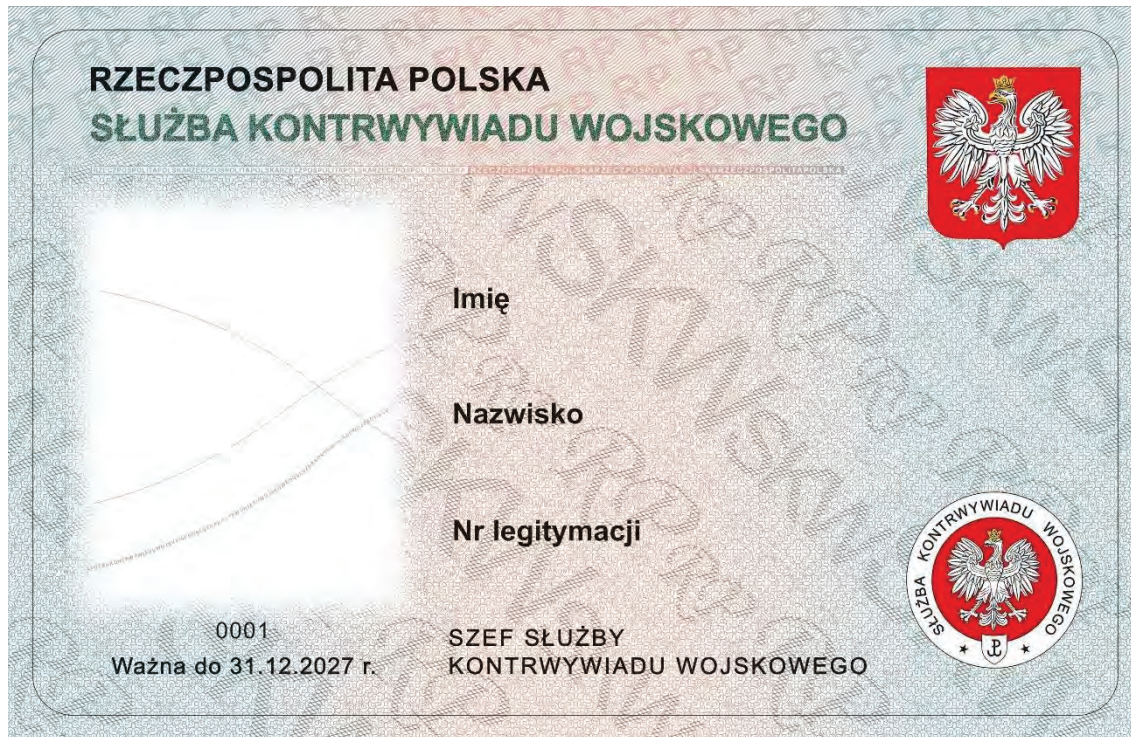 RZECZPOSPOLITA POLSKA
SŁUŻBA KONTRWYWIADU WOJSKOWEGO
Imię
Nazwisko
Nr legitymacji
0001
Ważna do 31.12.2027 r.
SZEF SŁUŻBY
KONTRWYWIADU WOJSKOWEGO
SŁUŻBA KONTRWYWIADU WOJSKOWEGO